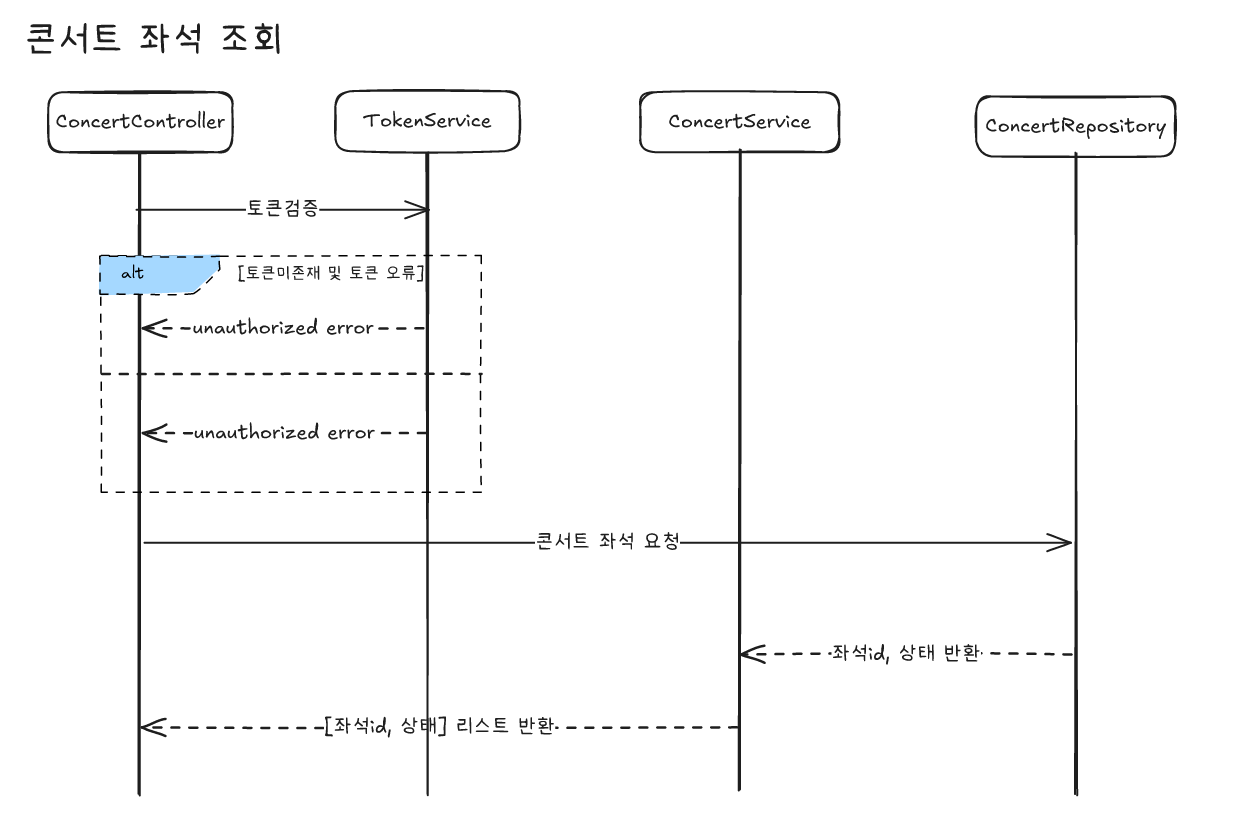 콘서트 좌석 조회
ConcertController
TokenService
ConcertService
ConcertRepository
토큰검증
alt
[토큰미존재 및 토큰 오류]
unauthorized error
unauthorized error
콘서트 좌석 요청
좌석id, 상태 반환
[좌석id, 상태] 리스트 반환